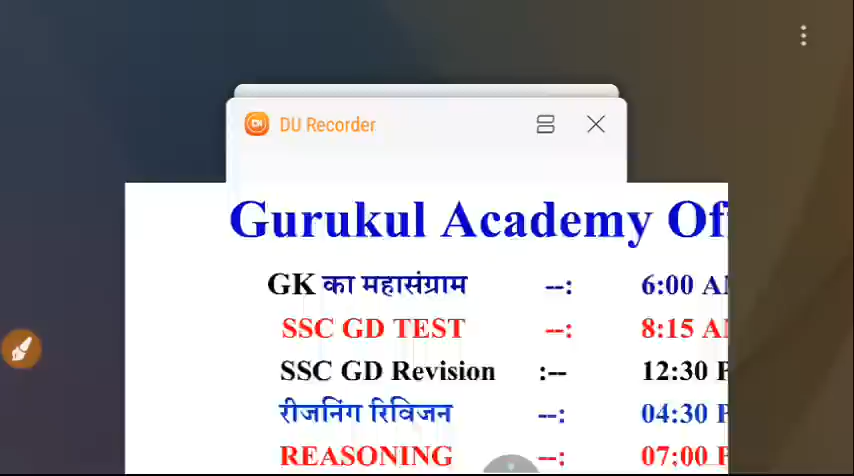 DU Recorder
Gurukul Academy
GK का महासंग्राम --: 6:00
SSC GD TEST --: 8:15
SSC GD Revision :-- 12:30
रीजनिंग रिविजन --: 04:30
REASONING --: 07:00